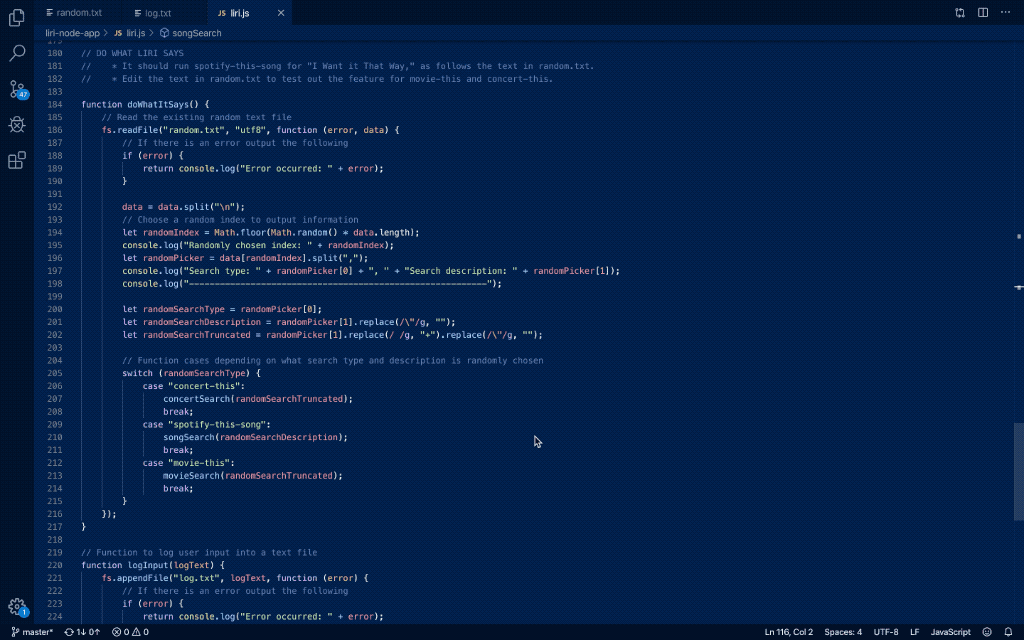 random.txt
log.txt
JS liri.js ×
liri-node-app > JS liri.js > songSearch
180 // DO WHAT LIRI SAYS
181 //    * It should run spotify-this-song for "I Want it That Way," as follows the text in random.txt.
182 //    * Edit the text in random.txt to test out the feature for movie-this and concert-this.
183
184 function doWhatItSays() {
185     // Read the existing random text file
186     fs.readFile("random.txt", "utf8", function (error, data) {
187         // If there is an error output the following
188         if (error) {
189             return console.log("Error occurred: " + error);
190         }
191
192         data = data.split("\n");
193         // Choose a random index to output information
194         let randomIndex = Math.floor(Math.random() * data.length);
195         console.log("Randomly chosen index: " + randomIndex);
196         let randomPicker = data[randomIndex].split(",");
197         console.log("Search type: " + randomPicker[0] + ", " + "Search description: " + randomPicker[1]);
198         console.log("----------------------------------------------------------");
199
200         let randomSearchType = randomPicker[0];
201         let randomSearchDescription = randomPicker[1].replace(/\"/g, "");
202         let randomSearchTruncated = randomPicker[1].replace(/ /g, "+").replace(/\"/g, "");
203
204         // Function cases depending on what search type and description is randomly chosen
205         switch (randomSearchType) {
206             case "concert-this":
207                 concertSearch(randomSearchTruncated);
208                 break;
209             case "spotify-this-song":
210                 songSearch(randomSearchDescription);
211                 break;
212             case "movie-this":
213                 movieSearch(randomSearchTruncated);
214                 break;
215         }
216     });
217 }
218
219 // Function to log user input into a text file
220 function logInput(logText) {
221     fs.appendFile("log.txt", logText, function (error) {
222         // If there is an error output the following
223         if (error) {
224             return console.log("Error occurred: " + error);
47
1
master* 1↓ 0↑ 0 0 Ln 116, Col 2 Spaces: 4 UTF-8 LF JavaScript